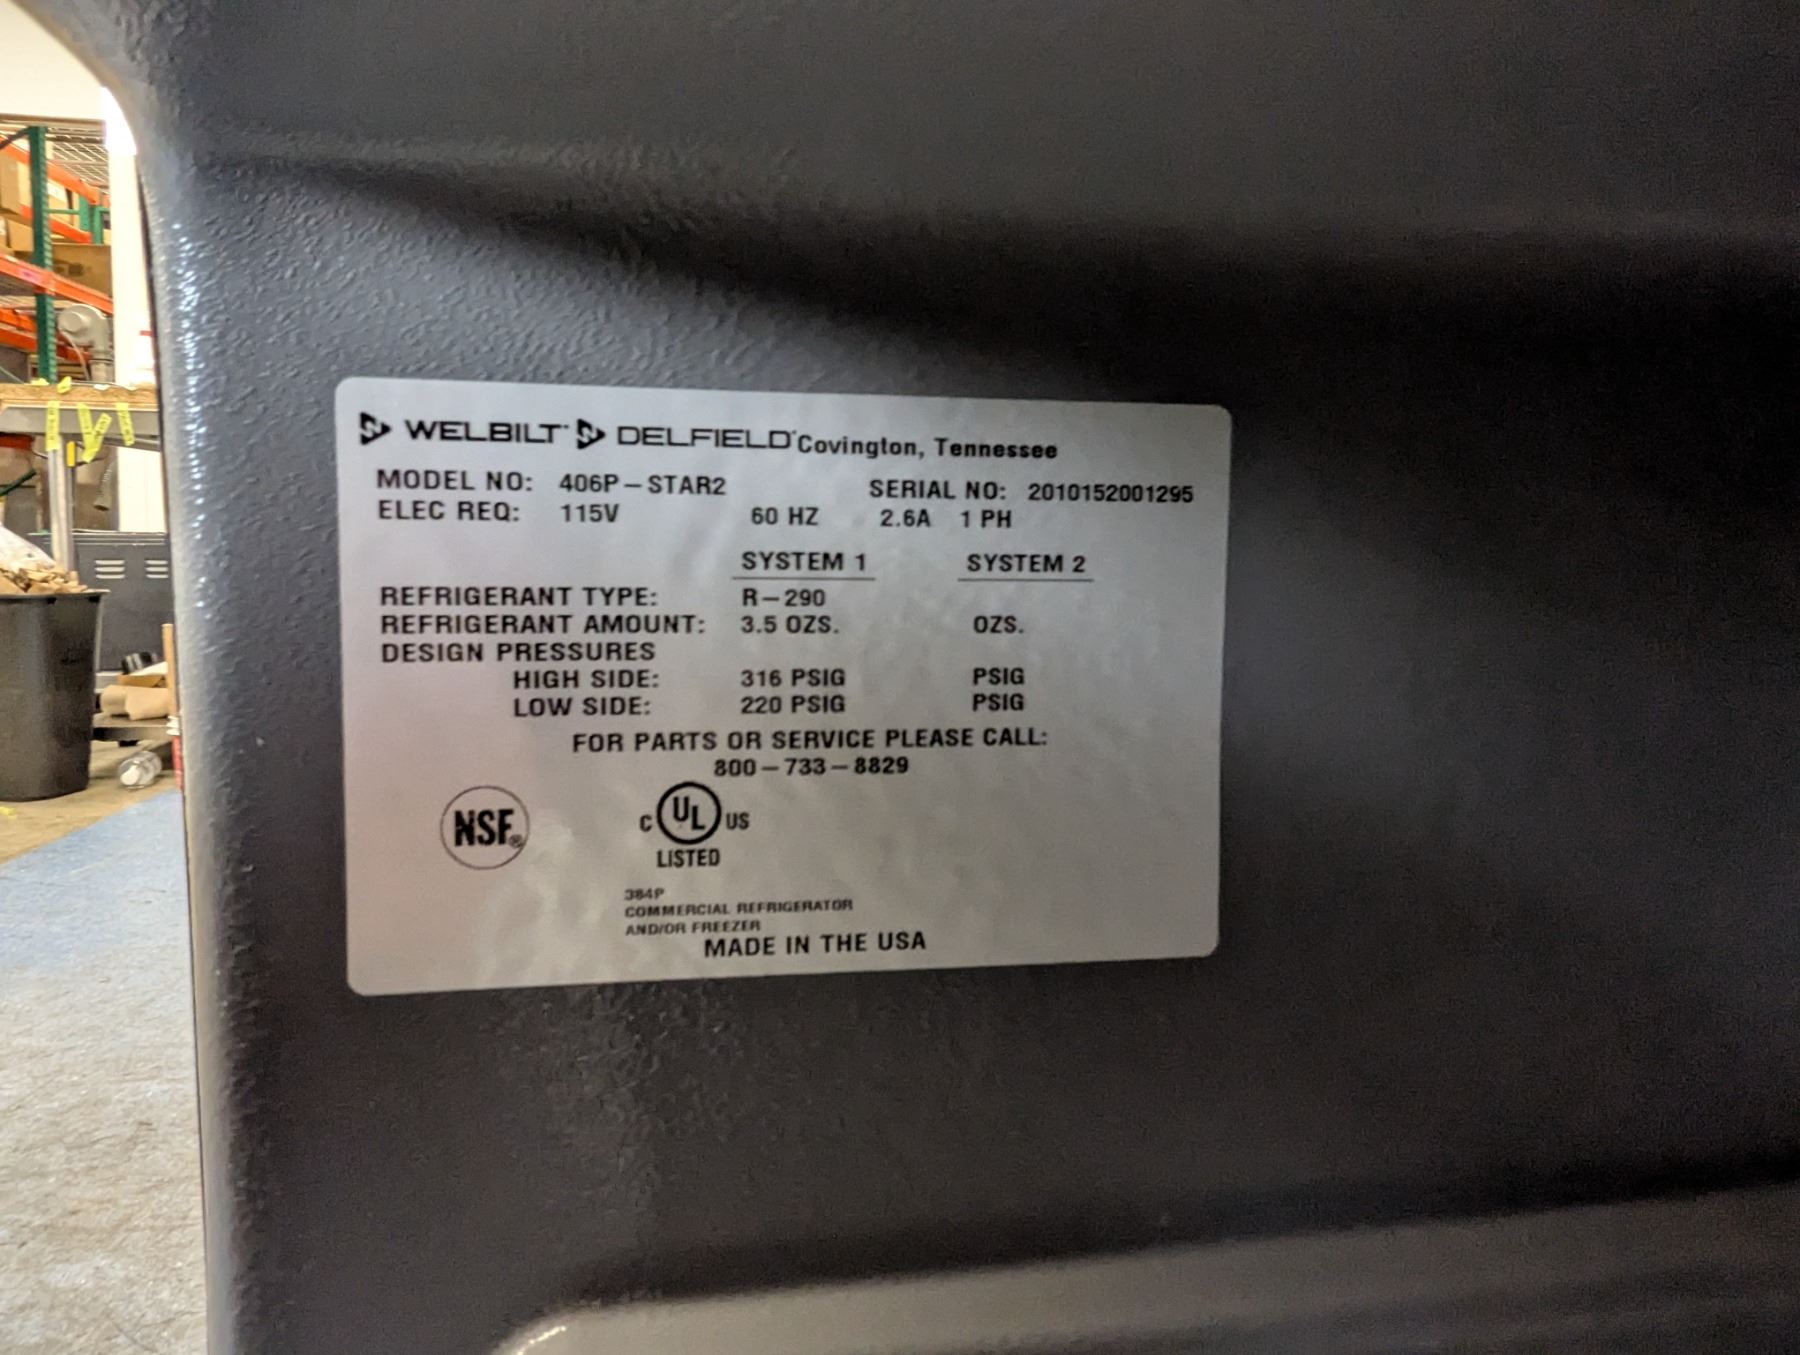 WELBILT DELFIELD Covington, Tennessee
MODEL NO: 406P-STAR2 SERIAL NO: 2010152001295
ELEC REQ: 115V 60 HZ 2.6A 1 PH
SYSTEM 1 SYSTEM 2
REFRIGERANT TYPE: R-290
REFRIGERANT AMOUNT: 3.5 OZS. OZS.
DESIGN PRESSURES
HIGH SIDE: 316 PSIG PSIG
LOW SIDE: 220 PSIG PSIG
FOR PARTS OR SERVICE PLEASE CALL:
800-733-8829
NSF®
C UL US
LISTED
384P
COMMERCIAL REFRIGERATOR
AND/OR FREEZER
MADE IN THE USA